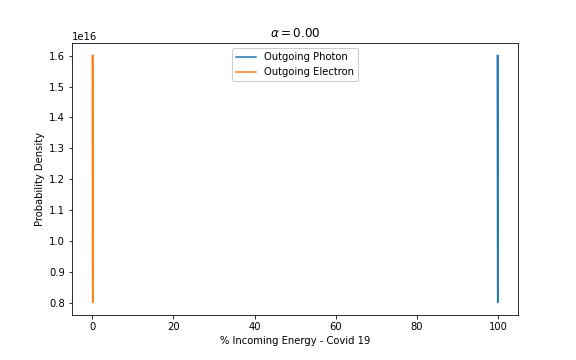 α = 0.00
1e16
Outgoing Photon
Outgoing Electron
1.6
1.5
1.4
1.3
1.2
1.1
1.0
0.9
0.8
Probability Density
0 20 40 60 80 100
% Incoming Energy - Covid 19